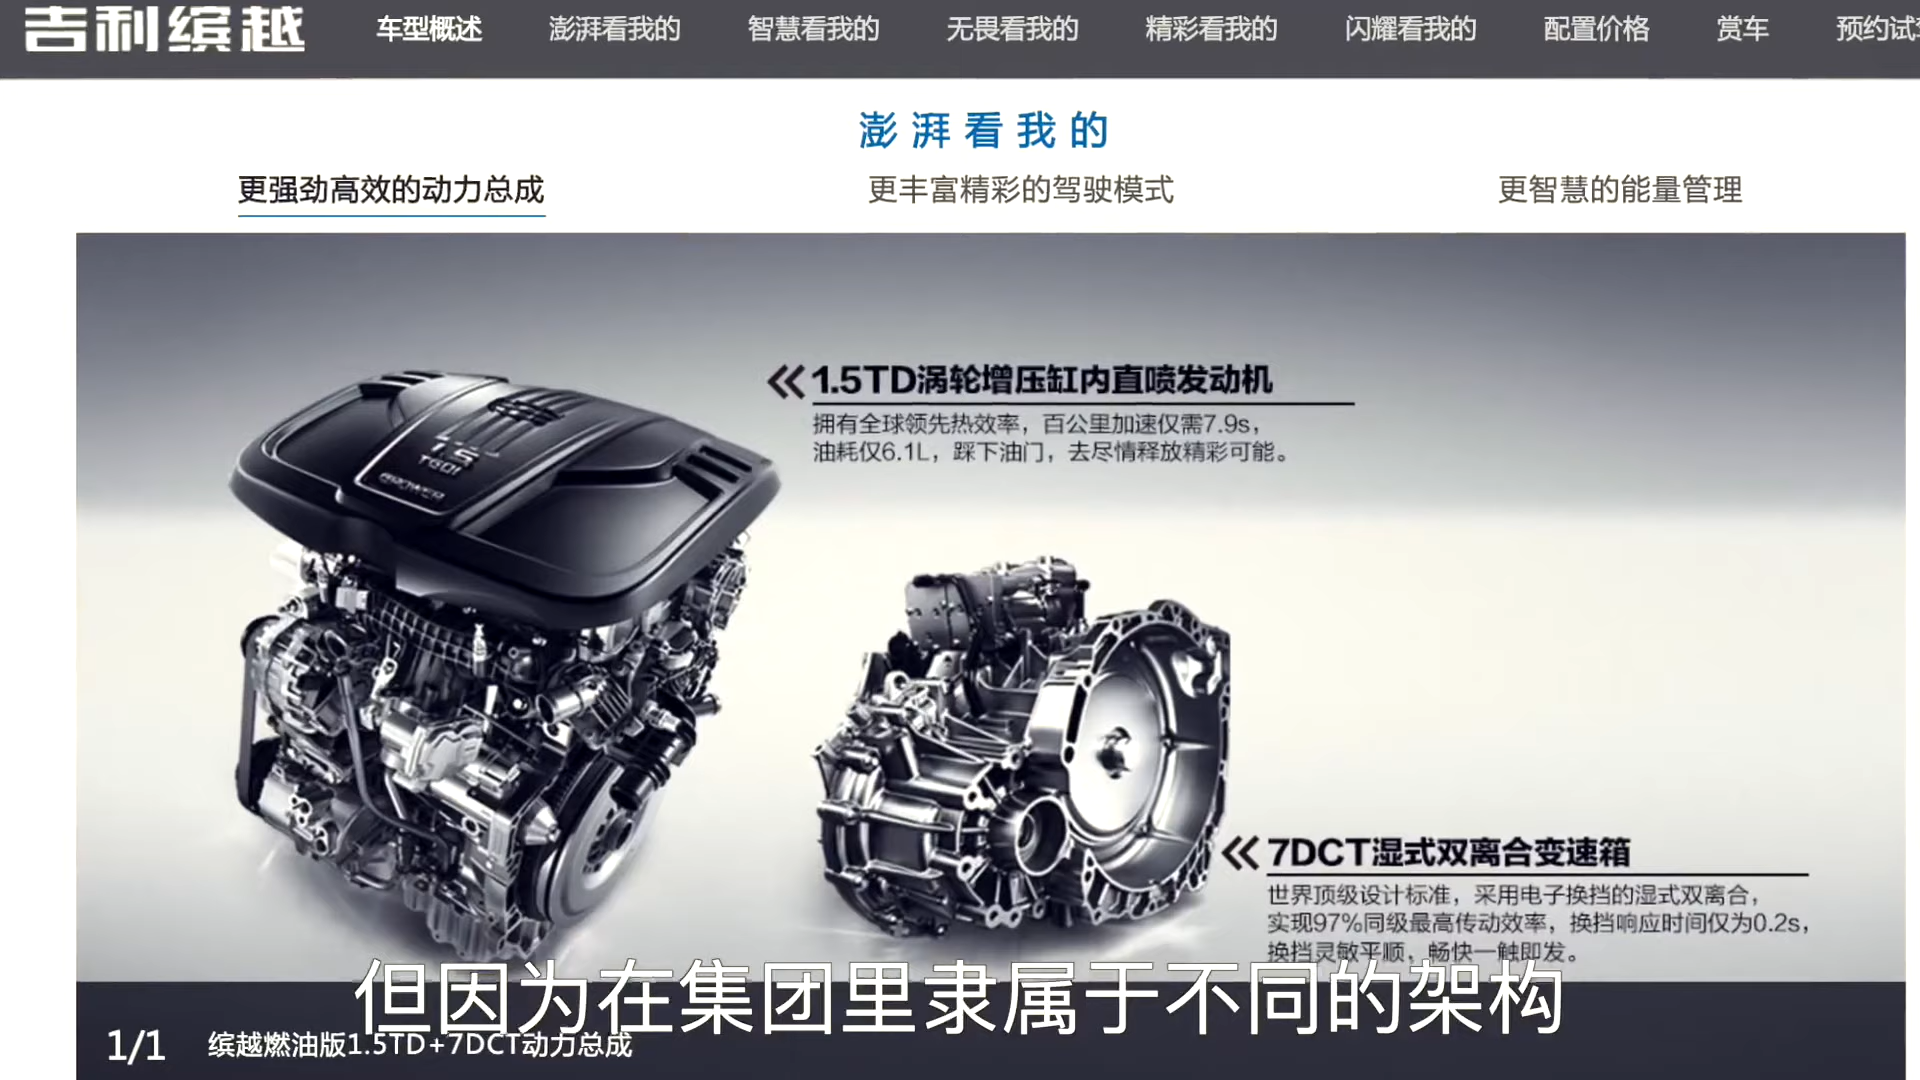 吉利缤越
车型概述 澎湃看我的 智慧看我的 无畏看我的 精彩看我的 闪耀看我的 配置价格 赏车 预约试驾
澎湃看我的
更强劲高效的动力总成 更丰富精彩的驾驶模式 更智慧的能量管理
1.5TD涡轮增压缸内直喷发动机
拥有全球领先热效率，百公里加速仅需7.9s，
油耗仅6.1L，踩下油门，去尽情释放精彩可能。
1.5
TGDI
GPOWER
7DCT湿式双离合变速箱
世界顶级设计标准，采用电子换挡的湿式双离合，
实现97%同级最高传动效率，换挡响应时间仅为0.2s，
换挡灵敏平顺，畅快一触即发。
但因为在集团里隶属于不同的架构
1/1 缤越燃油版1.5TD+7DCT动力总成